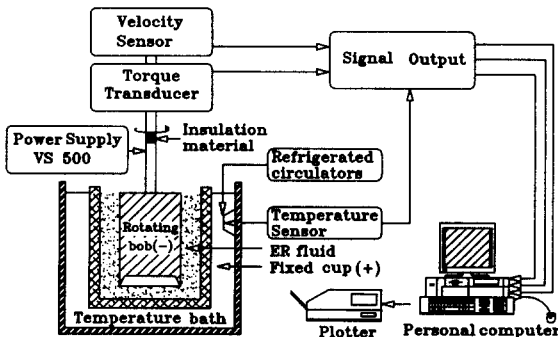 Velocity
Sensor
Signal Output
Torque
Transducer
Insulation
material
Power Supply
VS 500
Refrigerated
circulators
Temperature
Sensor
Rotating
bob(-)
ER fluid
Fixed cup (+)
Temperature bath
Plotter
Personal computer